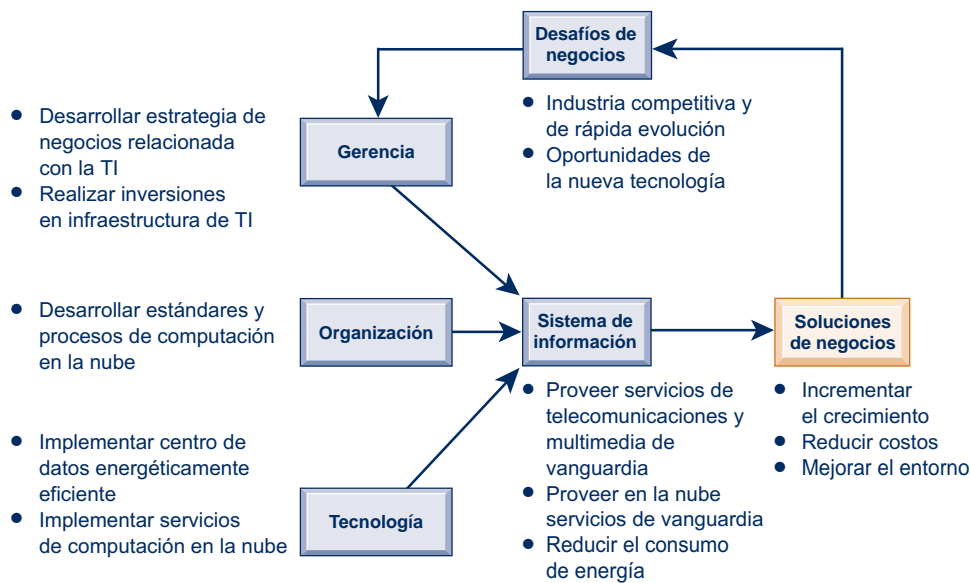 Desafíos de
negocios
● Industria competitiva y
de rápida evolución
● Oportunidades de
la nueva tecnología
● Desarrollar estrategia de
negocios relacionada
con la TI
● Realizar inversiones
en infraestructura de TI
Gerencia
● Desarrollar estándares y
procesos de computación
en la nube
Organización
Sistema de
información
Soluciones
de negocios
● Proveer servicios de
telecomunicaciones y
multimedia de
vanguardia
● Proveer en la nube
servicios de vanguardia
● Reducir el consumo
de energía
● Incrementar
el crecimiento
● Reducir costos
● Mejorar el entorno
● Implementar centro de
datos energéticamente
eficiente
● Implementar servicios
de computación en la nube
Tecnología